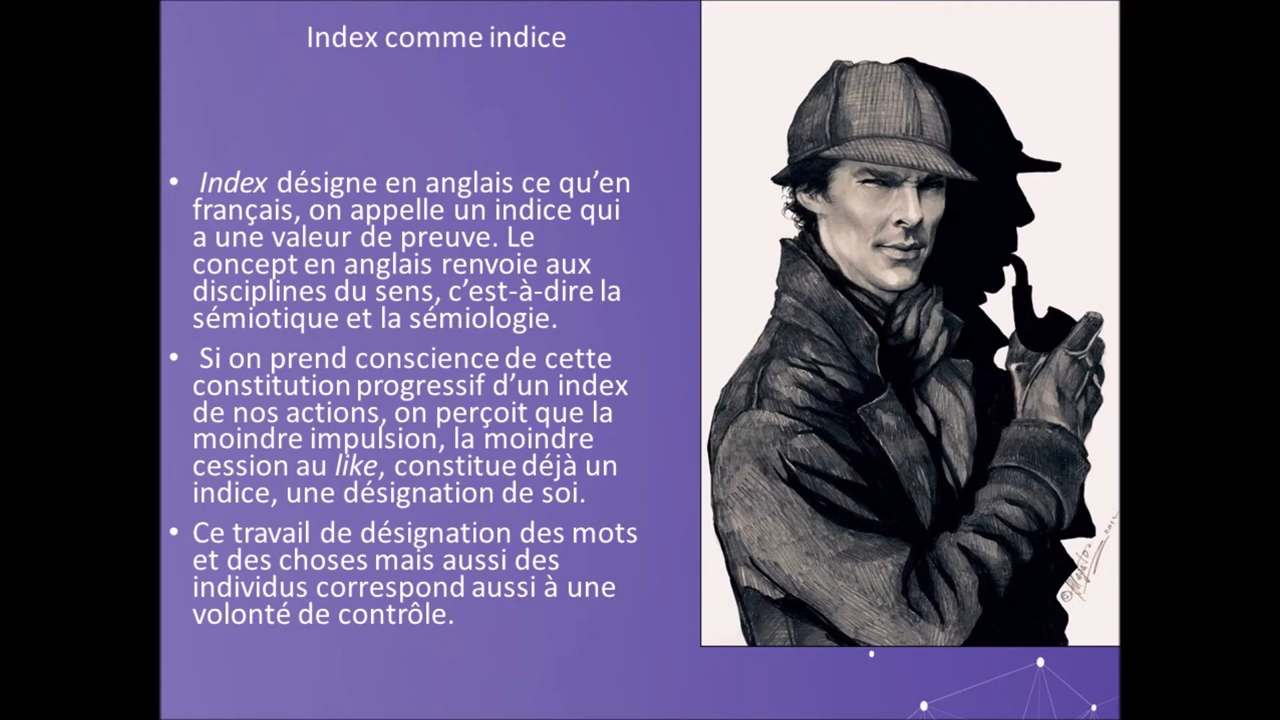 Index comme indice
• Index désigne en anglais ce qu’en
français, on appelle un indice qui
a une valeur de preuve. Le
concept en anglais renvoie aux
disciplines du sens, c’est-à-dire la
sémiotique et la sémiologie.
• Si on prend conscience de cette
constitution progressif d’un index
de nos actions, on perçoit que la
moindre impulsion, la moindre
cession au like, constitue déjà un
indice, une désignation de soi.
• Ce travail de désignation des mots
et des choses mais aussi des
individus correspond aussi à une
volonté de contrôle.